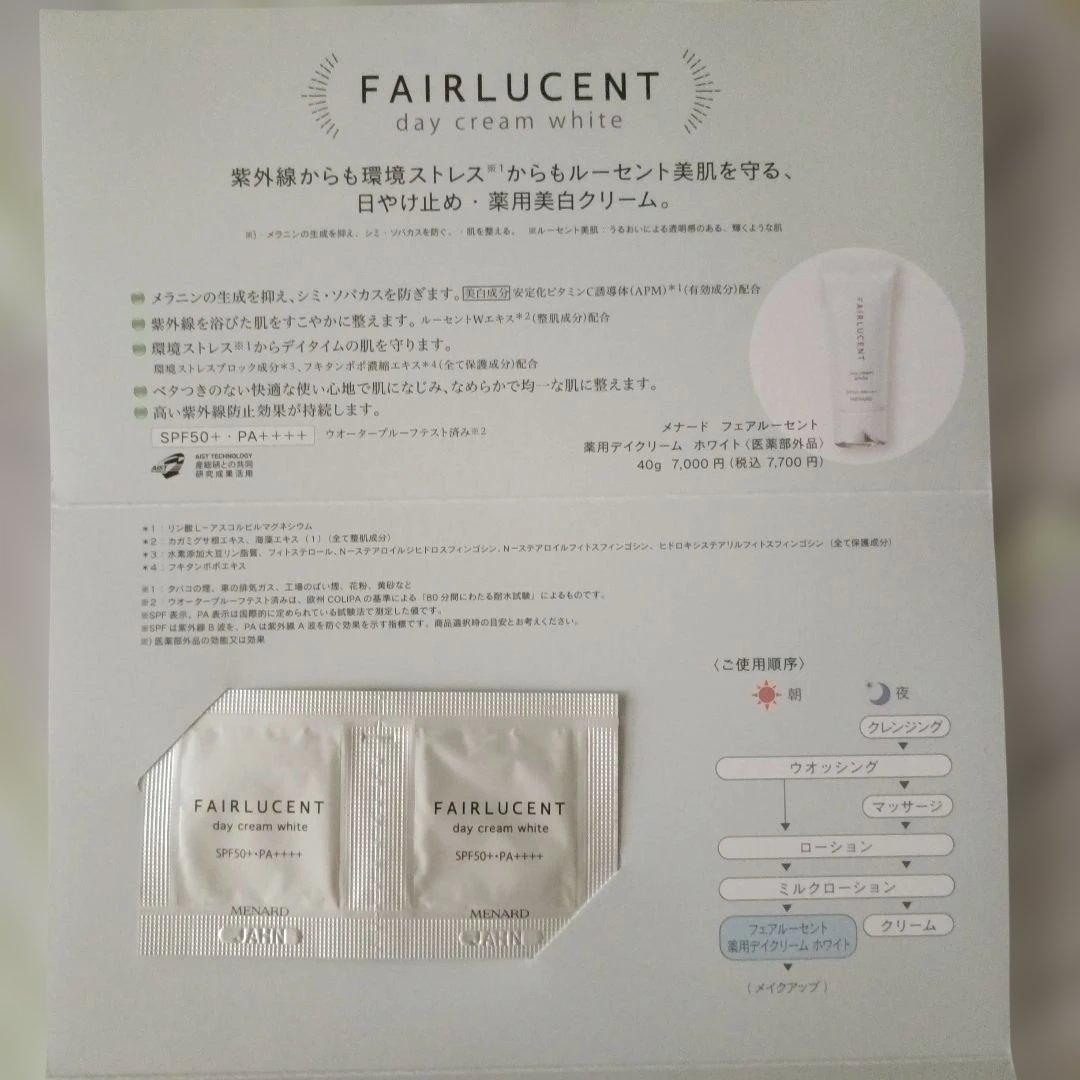 FAIRLUCENT
day cream white
紫外線からも環境ストレス※1からもルーセント美肌を守る、
日やけ止め・薬用美白クリーム。
※)・メラニンの生成を抑え、シミ・ソバカスを防ぐ。・肌を整える。 ※ルーセント美肌：うるおいによる透明感のある、輝くような肌
メラニンの生成を抑え、シミ・ソバカスを防ぎます。美白成分 安定化ビタミンC誘導体(APM)＊1(有効成分)配合
紫外線を浴びた肌をすこやかに整えます。ルーセントWエキス＊2(整肌成分)配合
環境ストレス※1からデイタイムの肌を守ります。
環境ストレスブロック成分＊3、フキタンポポ濃縮エキス＊4(全て保護成分)配合
ベタつきのない快適な使い心地で肌になじみ、なめらかで均一な肌に整えます。
高い紫外線防止効果が持続します。
SPF50+・PA++++ ウオータープルーフテスト済み※2
AIST
AIST TECHNOLOGY
産総研との共同
研究成果活用
FAIRLUCENT
day cream
white
MENARD
メナード フェアルーセント
薬用デイクリーム ホワイト〈医薬部外品〉
40g 7,000円(税込 7,700円)
＊1：リン酸L-アスコルビルマグネシウム
＊2：カガミグサ根エキス、海藻エキス（1）(全て整肌成分)
＊3：水素添加大豆リン脂質、フィトステロール、N-ステアロイルジヒドロスフィンゴシン、N-ステアロイルフィトスフィンゴシン、ヒドロキシステアリルフィトスフィンゴシン (全て保護成分)
＊4：フキタンポポエキス
※1：タバコの煙、車の排気ガス、工場のばい煙、花粉、黄砂など
※2：ウオータープルーフテスト済みは、欧州COLIPAの基準による「80分間にわたる耐水試験」によるものです。
※SPF表示、PA表示は国際的に定められている試験法で測定した値です。
※SPFは紫外線B波を、PAは紫外線A波を防ぐ効果を示す指標です。商品選択時の目安とお考えください。
※)医薬部外品の効能又は効果
〈ご使用順序〉
朝 夜
クレンジング
ウオッシング
マッサージ
ローション
ミルクローション
フェアルーセント
薬用デイクリーム ホワイト
クリーム
(メイクアップ)
FAIRLUCENT
day cream white
SPF50+・PA++++
MENARD
JAHN
FAIRLUCENT
day cream white
SPF50+・PA++++
MENARD
JAHN